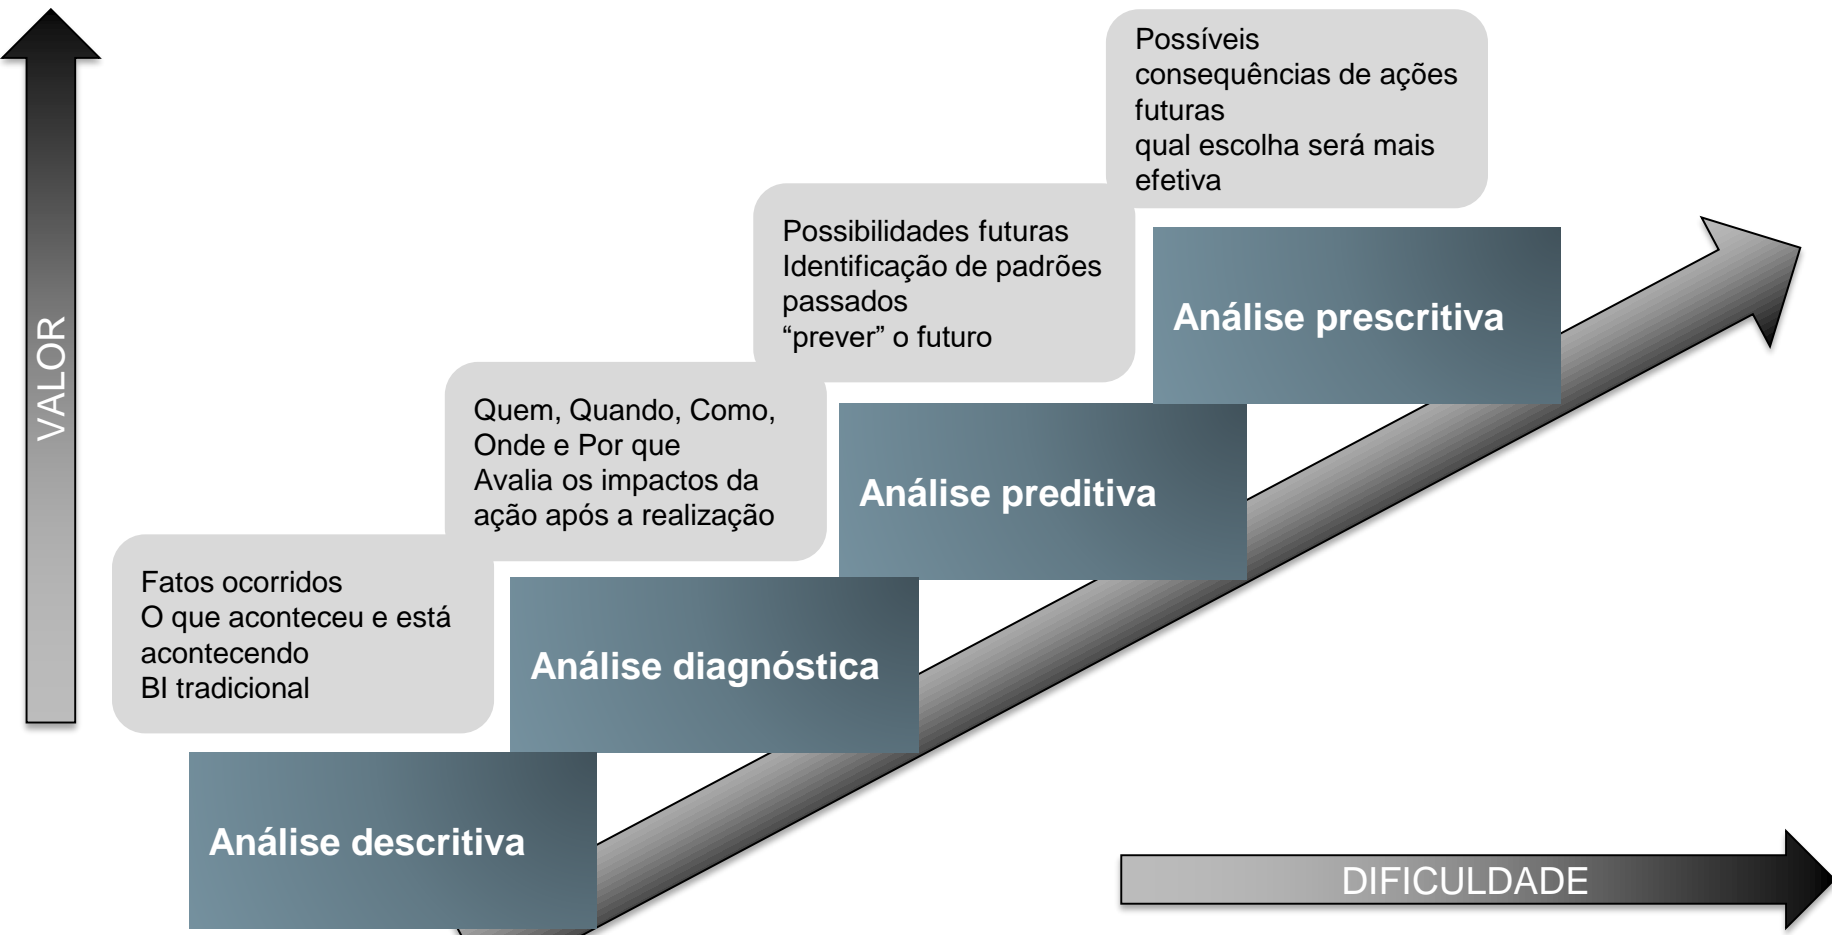 Possíveis
consequências de ações
futuras
qual escolha será mais
efetiva
Possibilidades futuras
Identificação de padrões
passados
“prever” o futuro
Análise prescritiva
VALOR
Quem, Quando, Como,
Onde e Por que
Avalia os impactos da
ação após a realização
Análise preditiva
Fatos ocorridos
O que aconteceu e está
acontecendo
BI tradicional
Análise diagnóstica
Análise descritiva
DIFICULDADE